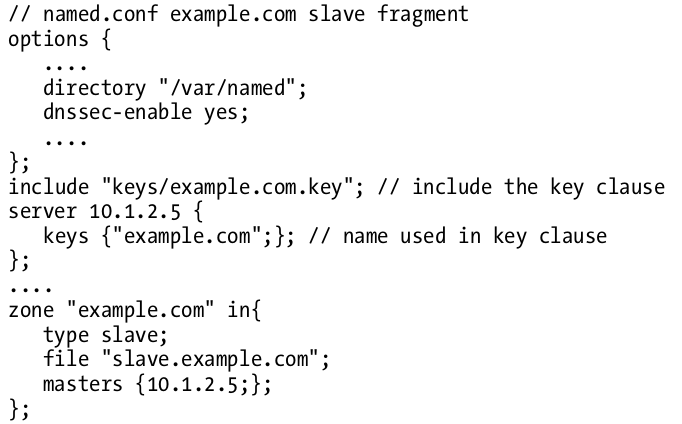 // named.conf example.com slave fragment
options {
   ....
   directory "/var/named";
   dnssec-enable yes;
   ....
};
include "keys/example.com.key"; // include the key clause
server 10.1.2.5 {
   keys {"example.com";}; // name used in key clause
};
....
zone "example.com" in{
   type slave;
   file "slave.example.com";
   masters {10.1.2.5;};
};